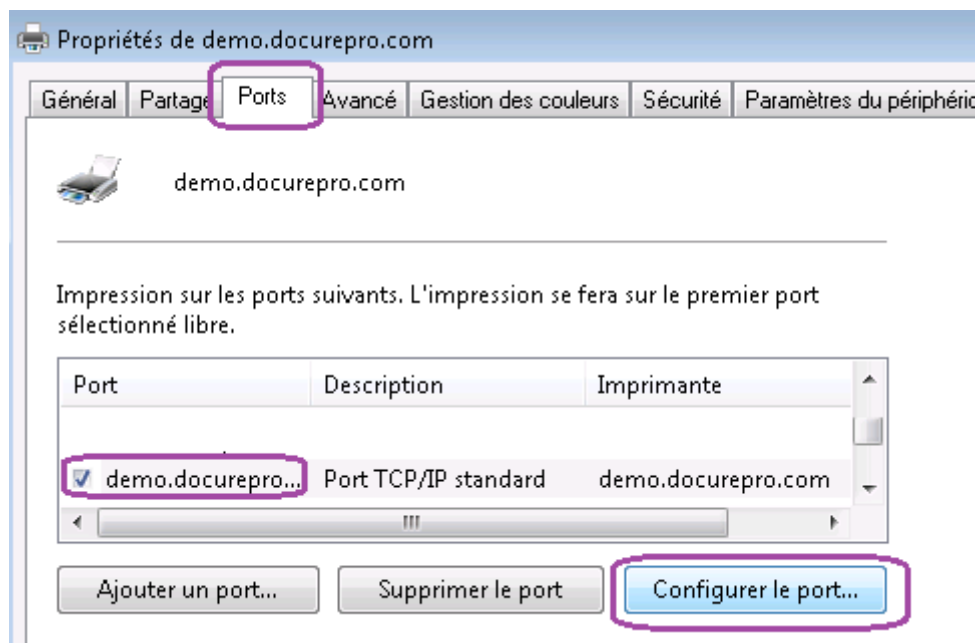 Propriétés de demo.docurepro.com
Général Partage Ports Avancé Gestion des couleurs Sécurité Paramètres du périphéric
demo.docurepro.com
Impression sur les ports suivants. L'impression se fera sur le premier port
sélectionné libre.
Port Description Imprimante
demo.docurepro... Port TCP/IP standard demo.docurepro.com
Ajouter un port... Supprimer le port Configurer le port...